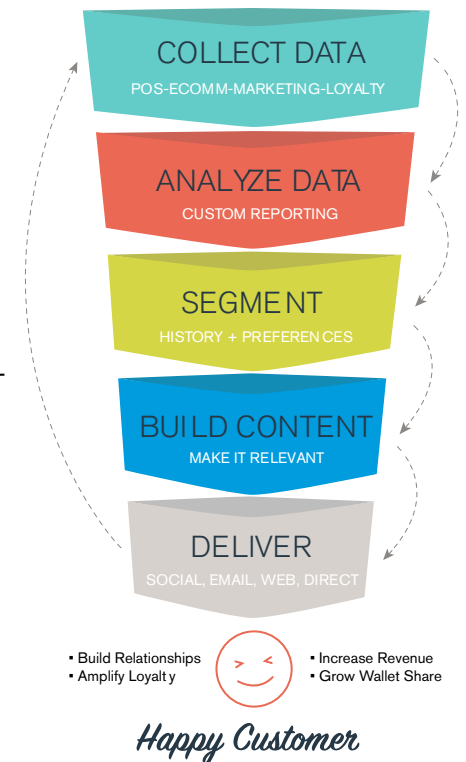 COLLECT DATA
POS-ECOMM-MARKETING-LOYALTY
ANALYZE DATA
CUSTOM REPORTING
SEGMENT
HISTORY + PREFERENCES
BUILD CONTENT
MAKE IT RELEVANT
DELIVER
SOCIAL, EMAIL, WEB, DIRECT
▪ Build Relationships
▪ Amplify Loyalty
▪ Increase Revenue
▪ Grow Wallet Share
Happy Customer